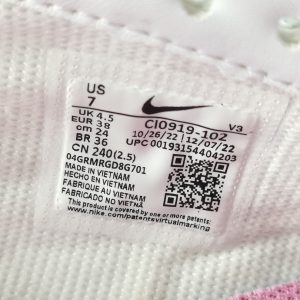 US
7
UK 4.5
EUR 38
cm 24
BR 36
CN 240(2.5)
CI0919-102 V3
10/26/22 12/07/22
UPC 00193154404203
04GRMRGD8G701
MADE IN VIETNAM
HECHO EN VIETNAM
FABRIQUE AU VIETNAM
FABRICADO NO VIETNÃ
This product is covered by one or more patents. See
www.nike.com/patentsvirtualmarking